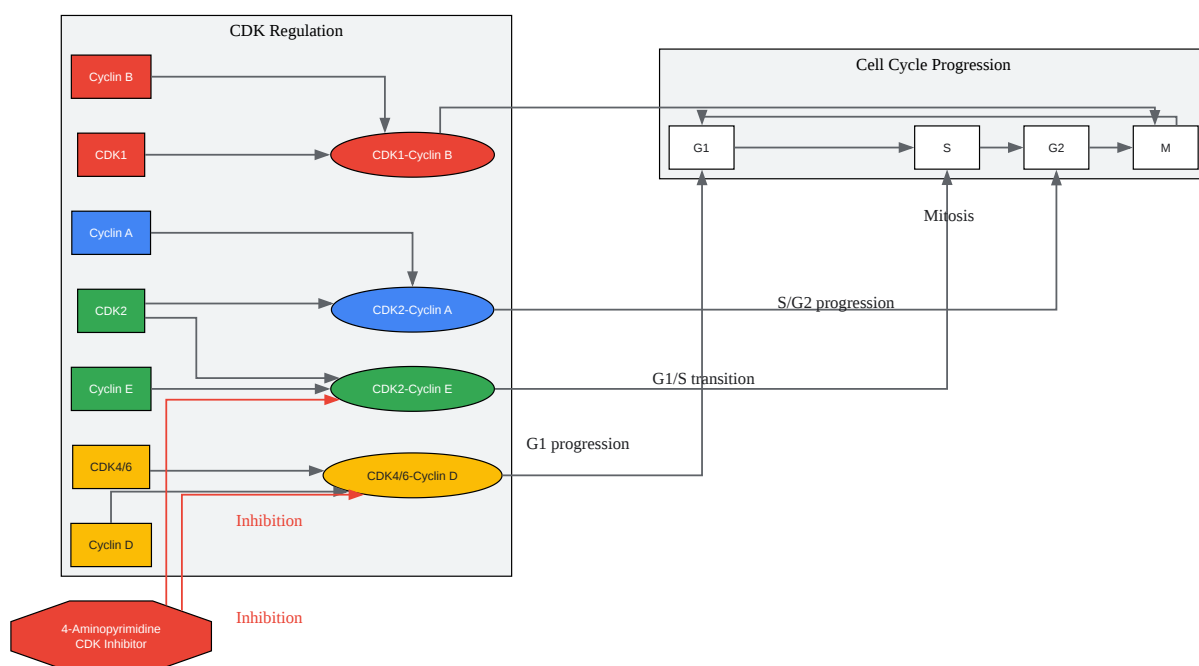 CDK Regulation
Cyclin B
CDK1
CDK1-Cyclin B
Cyclin A
CDK2
CDK2-Cyclin A
Cyclin E
CDK2-Cyclin E
CDK4/6
CDK4/6-Cyclin D
Cyclin D
Inhibition
Inhibition
4-Aminopyrimidine
CDK Inhibitor
Cell Cycle Progression
G1
S
G2
M
Mitosis
S/G2 progression
G1/S transition
G1 progression